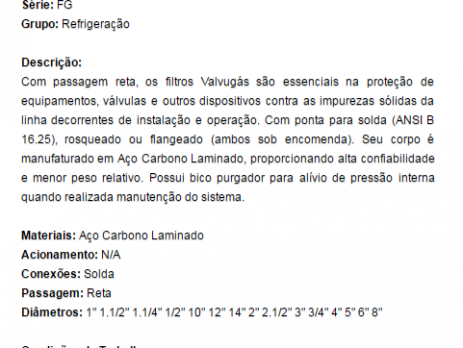 Série: FG
Grupo: Refrigeração
Descrição:
Com passagem reta, os filtros Valvugás são essenciais na proteção de
equipamentos, válvulas e outros dispositivos contra as impurezas sólidas da
linha decorrentes de instalação e operação. Com ponta para solda (ANSI B
16.25), rosqueado ou flangeado (ambos sob encomenda). Seu corpo é
manufaturado em Aço Carbono Laminado, proporcionando alta confiabilidade
e menor peso relativo. Possui bico purgador para alívio de pressão interna
quando realizada manutenção do sistema.
Materiais: Aço Carbono Laminado
Acionamento: N/A
Conexões: Solda
Passagem: Reta
Diâmetros: 1" 1.1/2" 1.1/4" 1/2" 10" 12" 14" 2" 2.1/2" 3" 3/4" 4" 5" 6" 8"